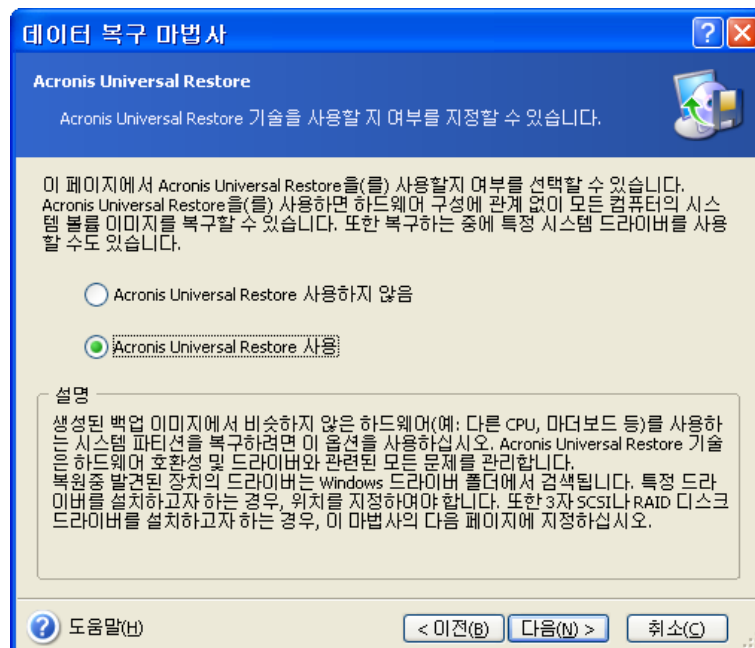 데이터 복구 마법사
Acronis Universal Restore
Acronis Universal Restore 기술을 사용할 지 여부를 지정할 수 있습니다.
이 페이지에서 Acronis Universal Restore을(를) 사용할지 여부를 선택할 수 있습니다.
Acronis Universal Restore을(를) 사용하면 하드웨어 구성에 관계 없이 모든 컴퓨터의 시스
템 볼륨 이미지를 복구할 수 있습니다. 또한 복구하는 중에 특정 시스템 드라이버를 사용
할 수도 있습니다.
Acronis Universal Restore 사용하지 않음
Acronis Universal Restore 사용
설명
생성된 백업 이미지에서 비슷하지 않은 하드웨어(예: 다른 CPU, 마더보드 등)를 사용하
는 시스템 파티션을 복구하려면 이 옵션을 사용하십시오. Acronis Universal Restore 기술
은 하드웨어 호환성 및 드라이버와 관련된 모든 문제를 관리합니다.
복원중 발견된 장치의 드라이버는 Windows 드라이버 폴더에서 검색됩니다. 특정 드라
이버를 설치하고자 하는 경우, 위치를 지정하여야 합니다. 또한 3자 SCSI나 RAID 디스크
드라이버를 설치하고자 하는 경우, 이 마법사의 다음 페이지에 지정하십시오.
도움말(H)
< 이전(B)
다음(N) >
취소(C)